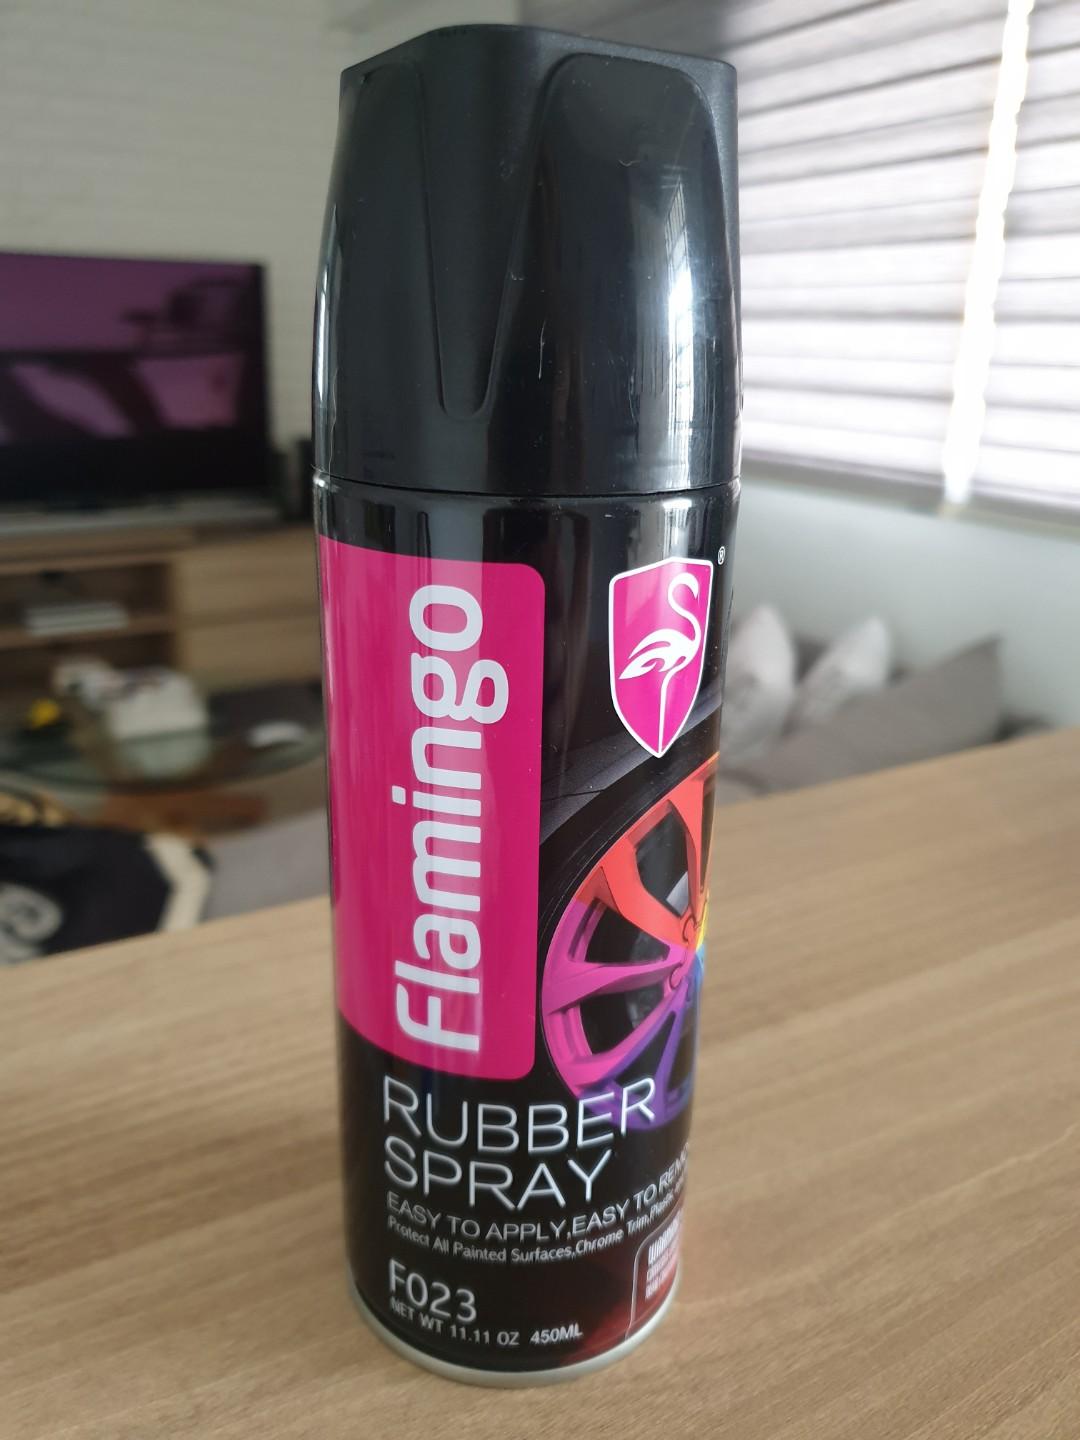 Flamingo
®
RUBBER
SPRAY
EASY TO APPLY,EASY TO
Protect All Painted Surfaces,Chrome Trim,Plastic
F023
NET WT 11.11 OZ 450ML